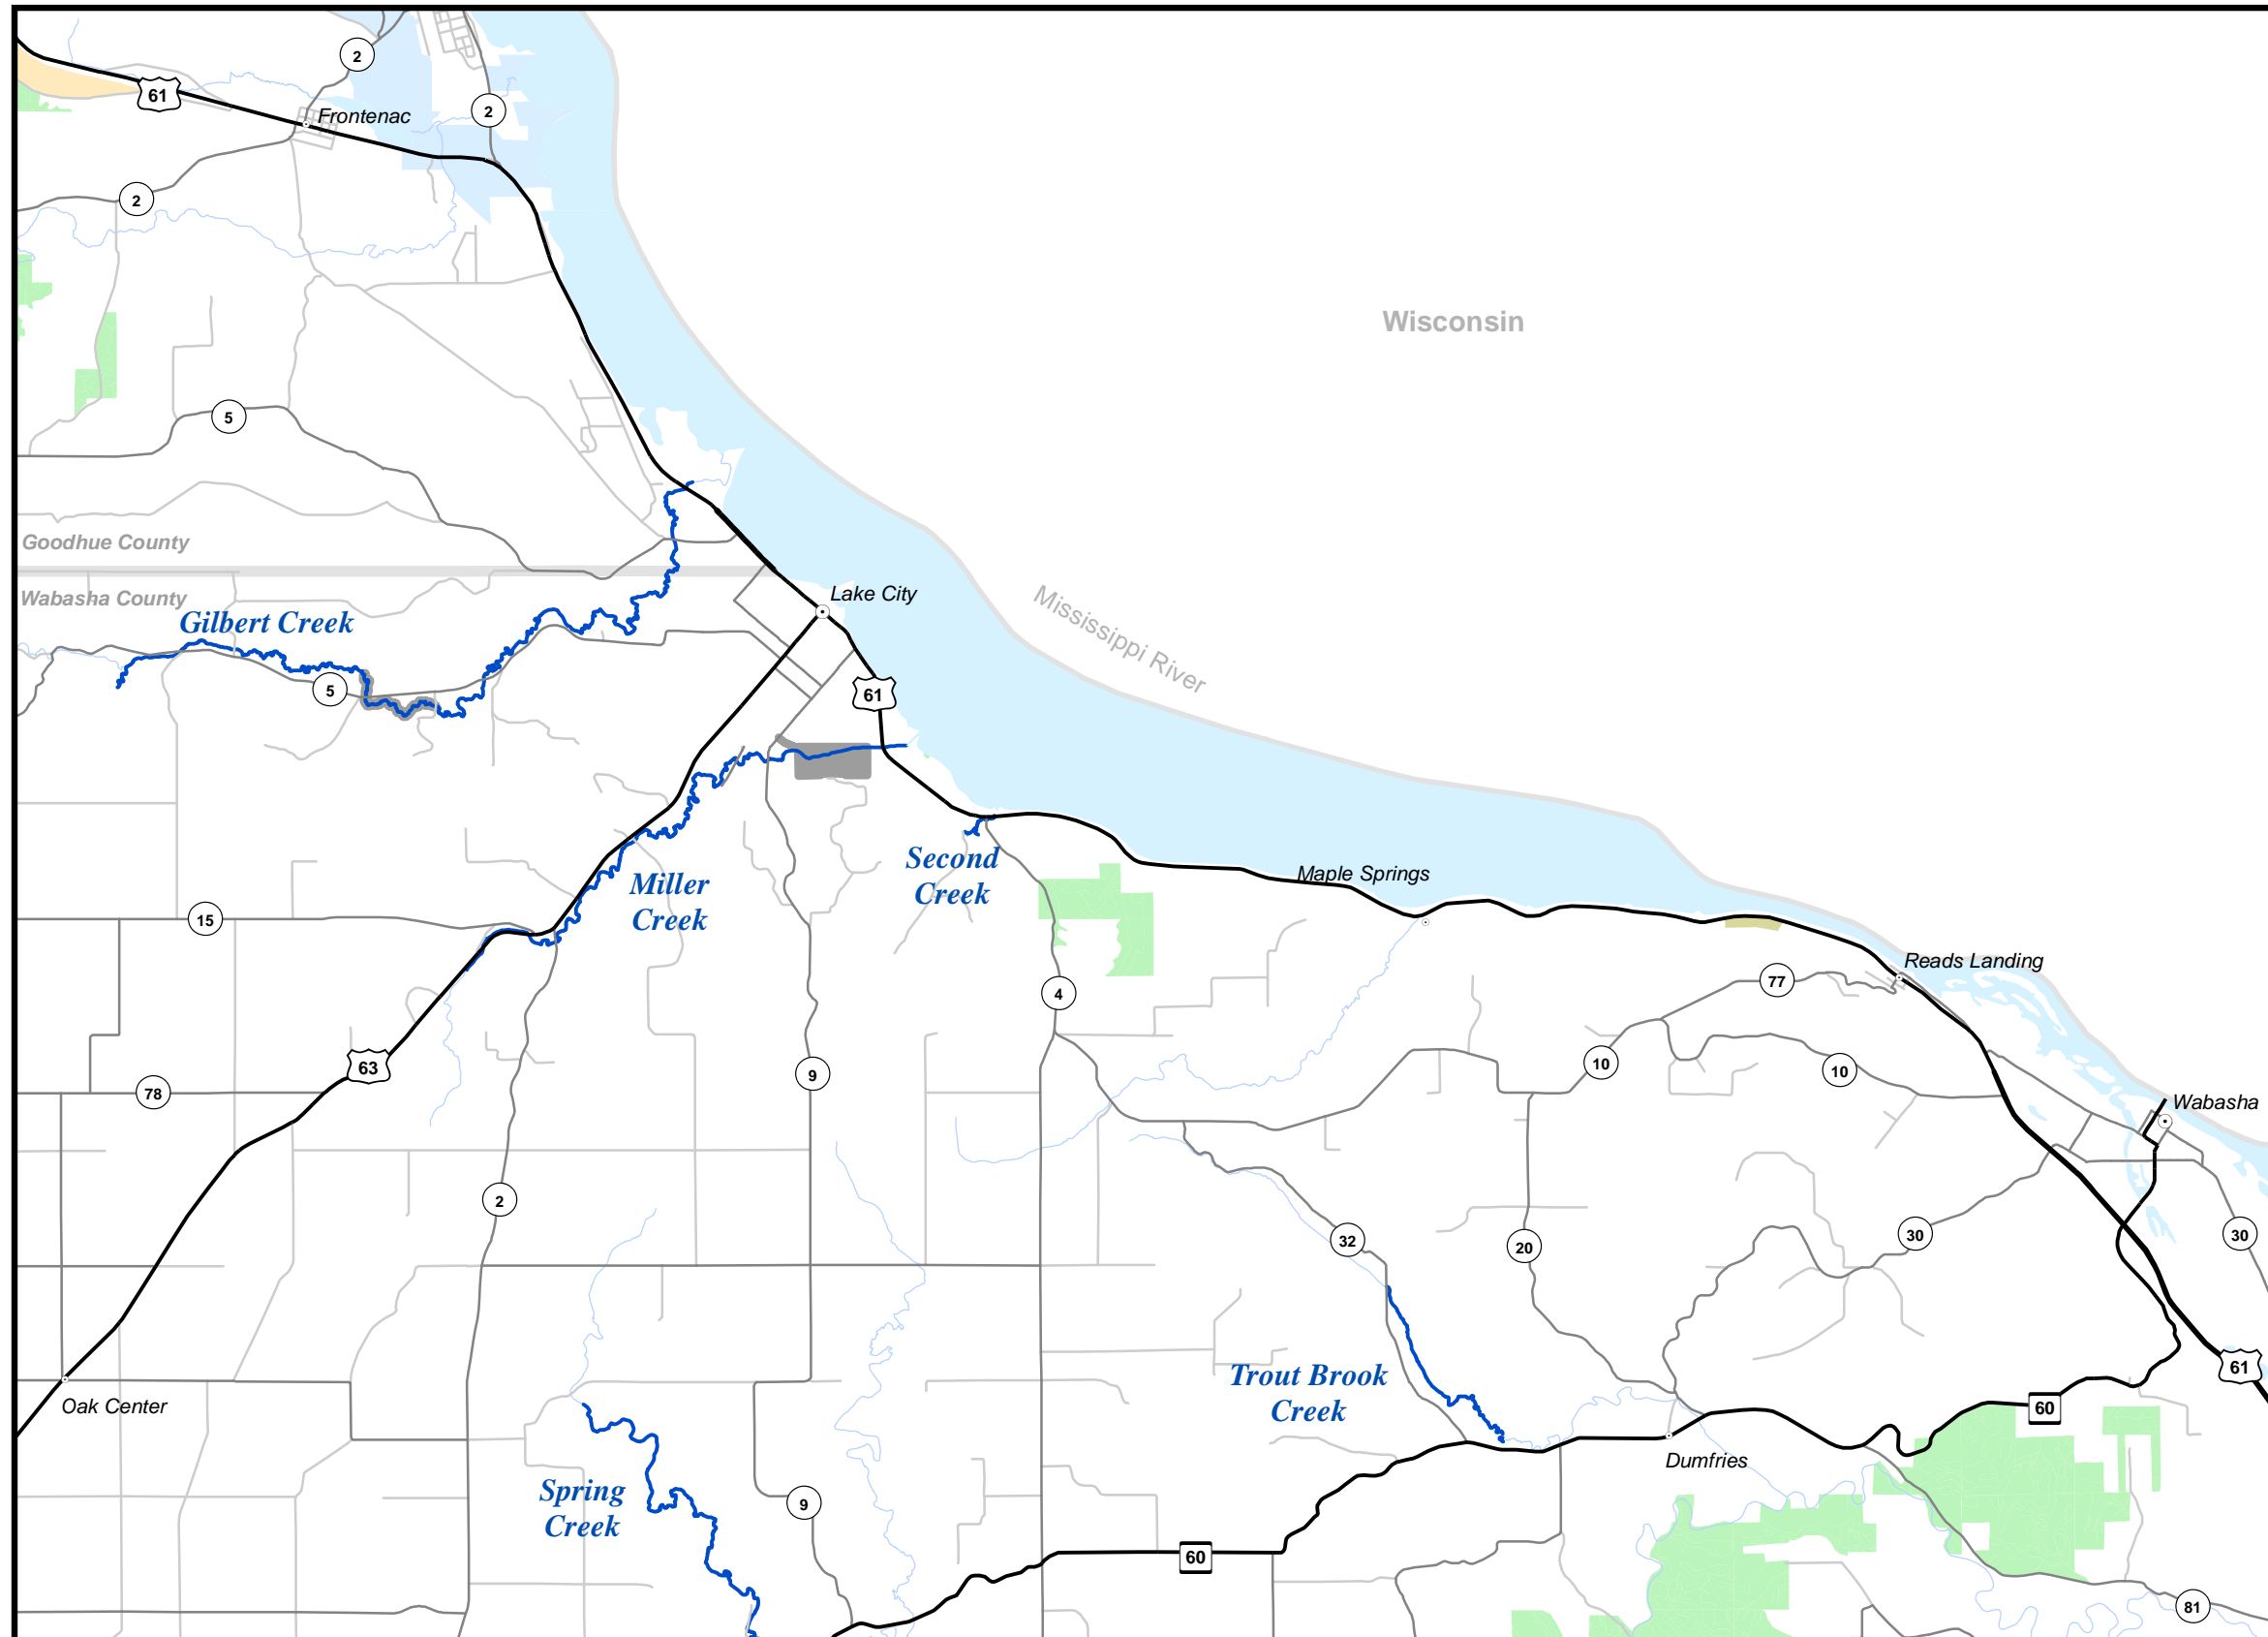 2
61
2
Frontenac
2
Wisconsin
5
Goodhue County
Wabasha County
Gilbert Creek
Lake City
Mississippi River
5
61
Second
Creek
Maple Springs
Miller
Creek
15
Reads Landing
77
4
63
9
10
10
78
Wabasha
2
32
20
30
30
Trout Brook
Creek
61
Oak Center
60
Dumfries
Spring
Creek
9
60
81